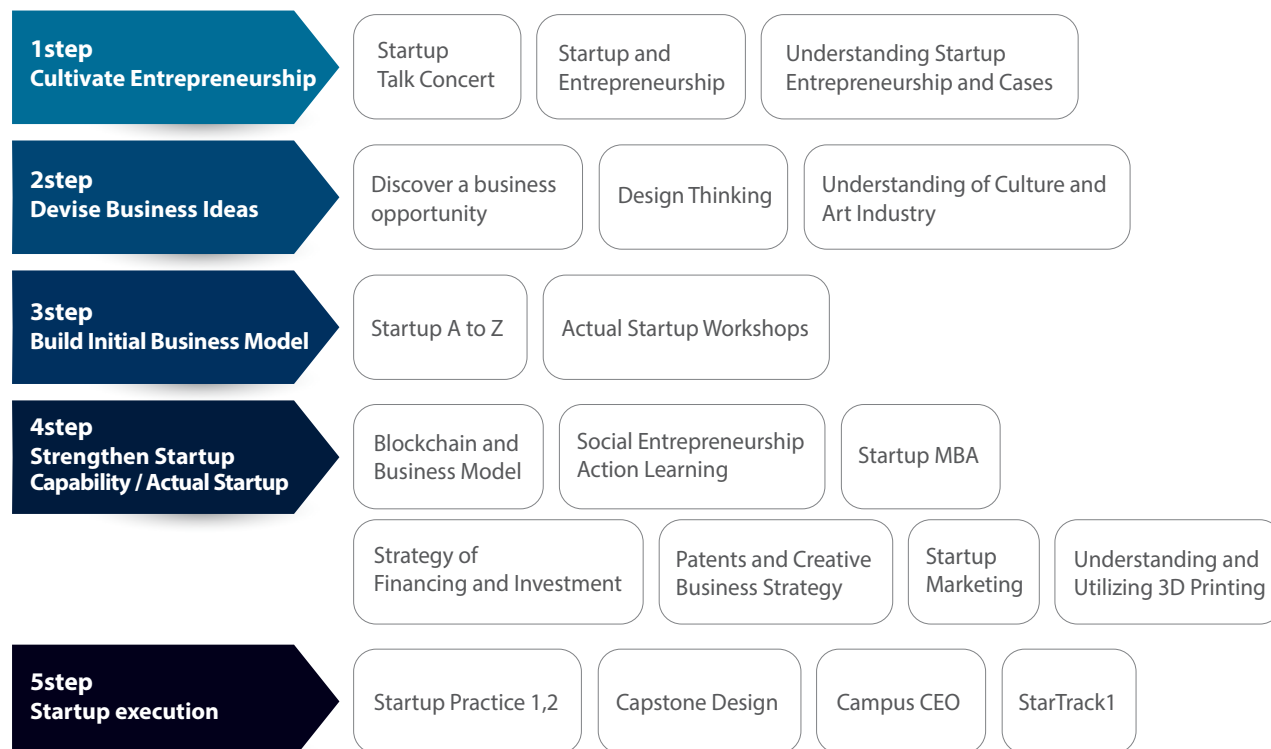 1step
Cultivate Entrepreneurship
Startup
Talk Concert
Startup and
Entrepreneurship
Understanding Startup
Entrepreneurship and Cases
2step
Devise Business Ideas
Discover a business
opportunity
Design Thinking
Understanding of Culture and
Art Industry
3step
Build Initial Business Model
Startup A to Z
Actual Startup Workshops
4step
Strengthen Startup
Capability / Actual Startup
Blockchain and
Business Model
Social Entrepreneurship
Action Learning
Startup MBA
Strategy of
Financing and Investment
Patents and Creative
Business Strategy
Startup
Marketing
Understanding and
Utilizing 3D Printing
5step
Startup execution
Startup Practice 1,2
Capstone Design
Campus CEO
StarTrack1